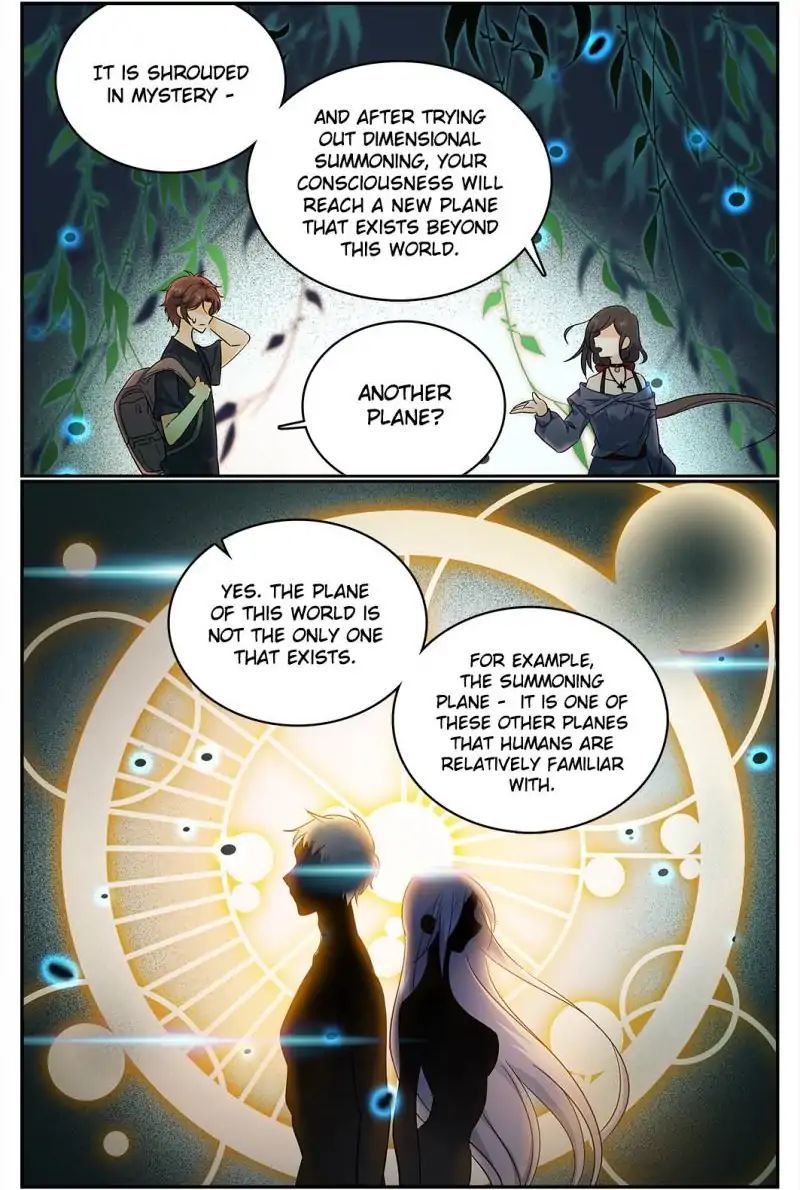 IT IS SHROUDED
IN MYSTERY -
AND AFTER TRYING
OUT DIMENSIONAL
SUMMONING, YOUR
CONSCIOUSNESS WILL
REACH A NEW PLANE
THAT EXISTS BEYOND
THIS WORLD.
ANOTHER
PLANE?
YES. THE PLANE
OF THIS WORLD IS
NOT THE ONLY ONE
THAT EXISTS.
FOR EXAMPLE,
THE SUMMONING
PLANE - IT IS ONE OF
THESE OTHER PLANES
THAT HUMANS ARE
RELATIVELY FAMILIAR
WITH.